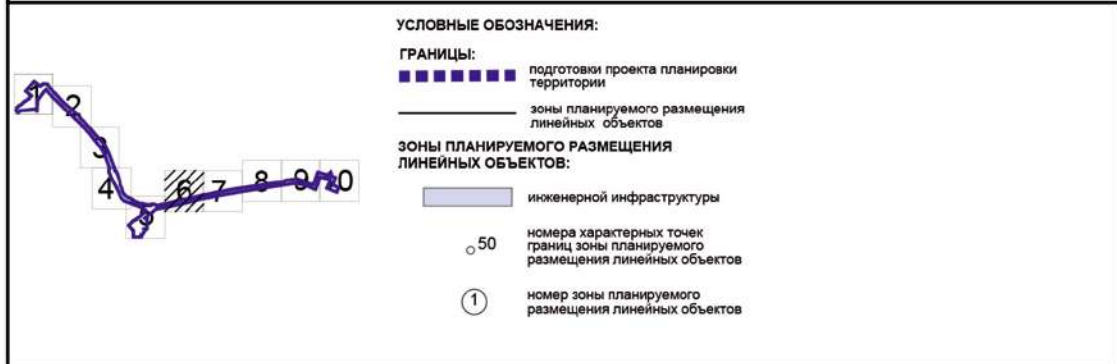 УСЛОВНЫЕ ОБОЗНАЧЕНИЯ:
ГРАНИЦЫ:
подготовки проекта планировки
территории
зоны планируемого размещения
линейных объектов
ЗОНЫ ПЛАНИРУЕМОГО РАЗМЕЩЕНИЯ
ЛИНЕЙНЫХ ОБЪЕКТОВ:
инженерной инфраструктуры
50
номера характерных точек
границ зоны планируемого
размещения линейных объектов
1
номер зоны планируемого
размещения линейных объектов
1
2
3
4
5
6
7
8
9
0